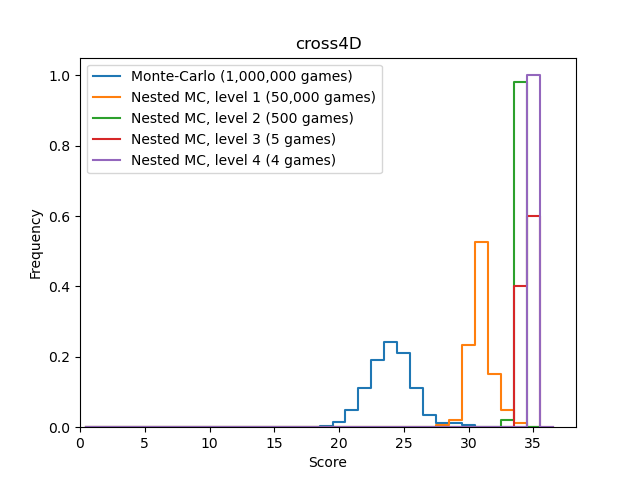 cross4D
Monte-Carlo (1,000,000 games)
Nested MC, level 1 (50,000 games)
Nested MC, level 2 (500 games)
Nested MC, level 3 (5 games)
Nested MC, level 4 (4 games)
Frequency
1.0
0.8
0.6
0.4
0.2
0.0
0 5 10 15 20 25 30 35
Score